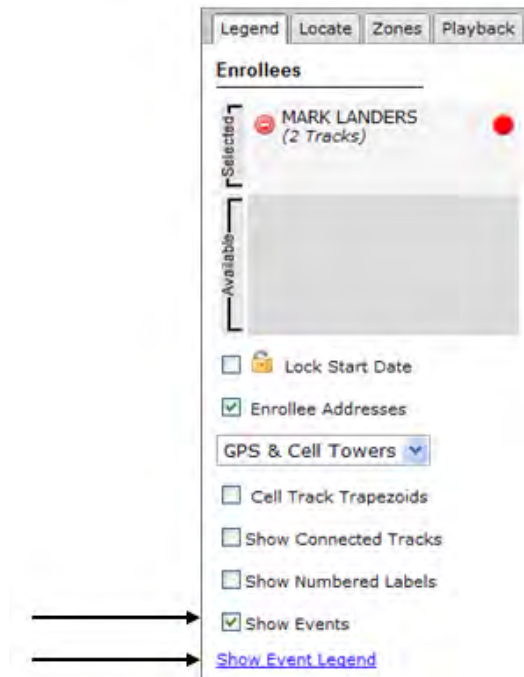 Legend Locate Zones Playback
Enrollees
Selected
MARK LANDERS
(2 Tracks)
Available
Lock Start Date
Enrollee Addresses
GPS & Cell Towers
Cell Track Trapezoids
Show Connected Tracks
Show Numbered Labels
Show Events
Show Event Legend